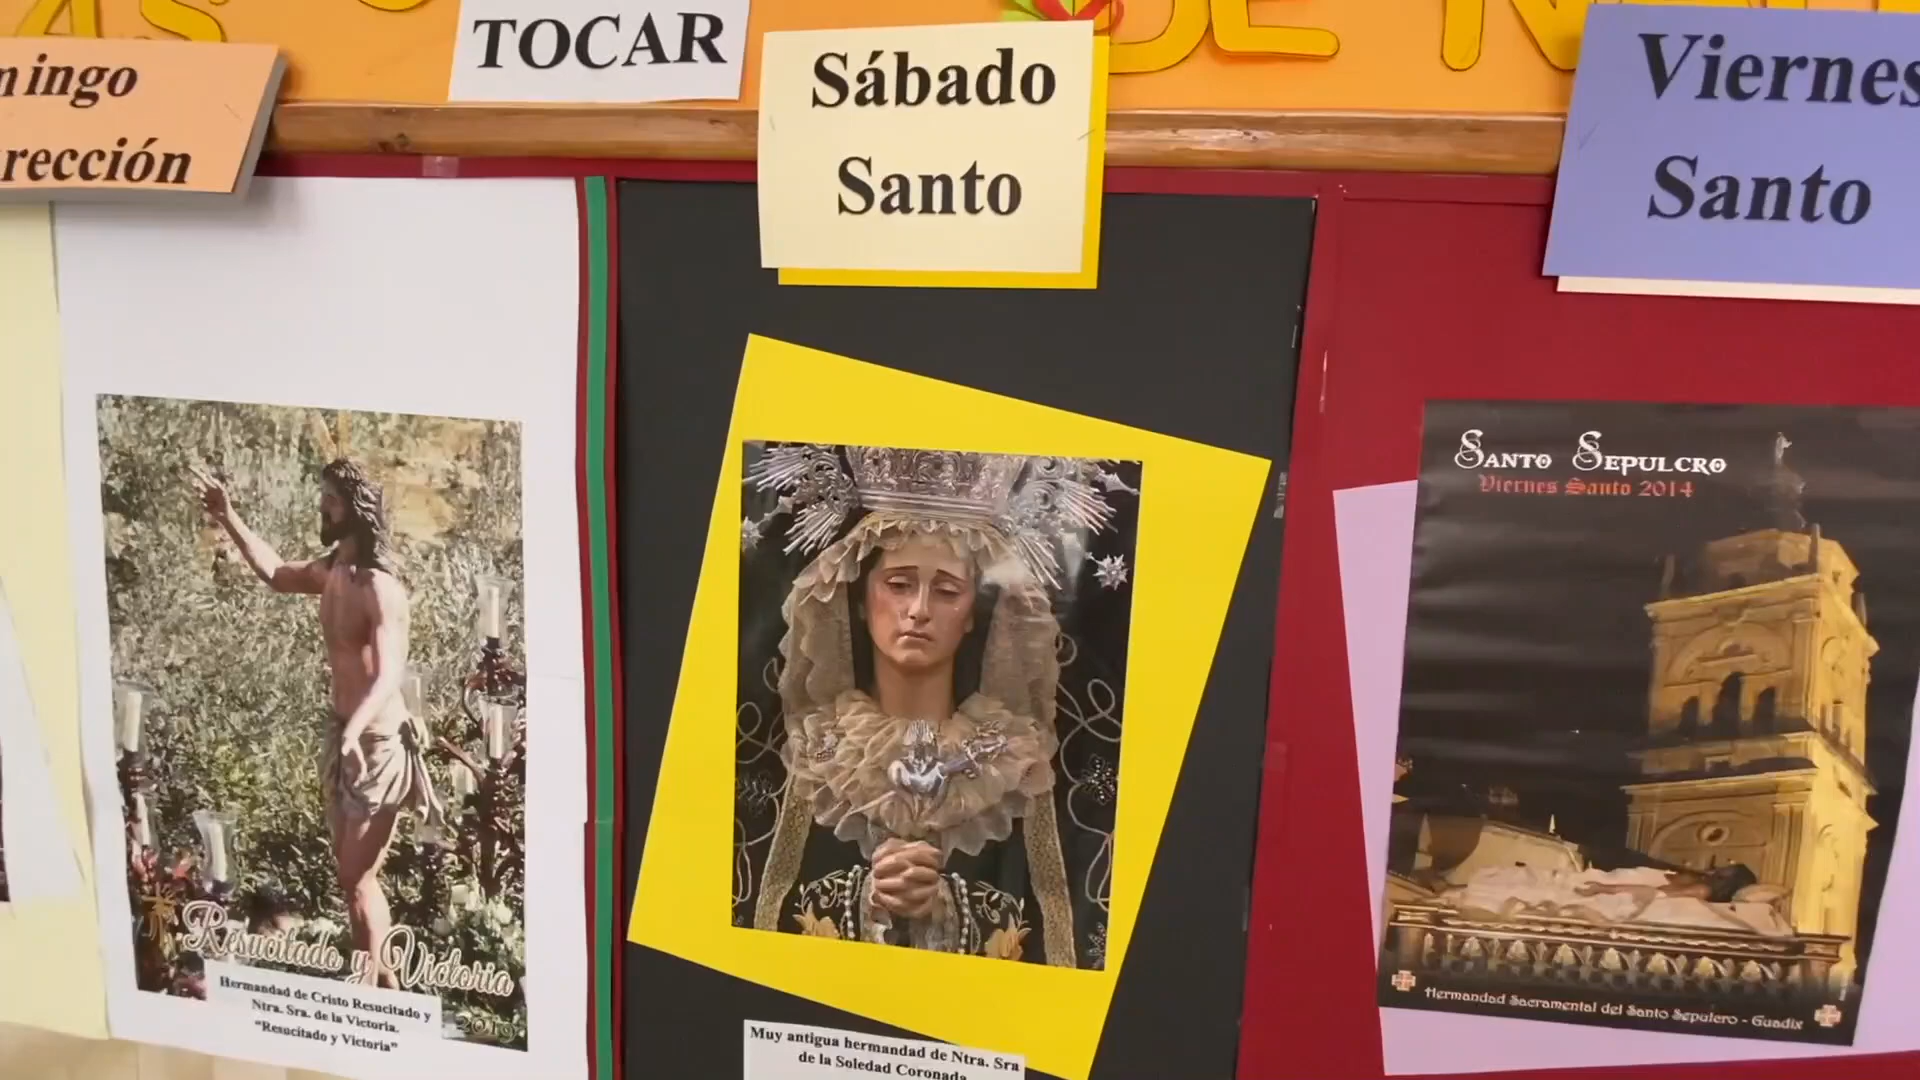 TOCAR
Sábado
Santo
Viernes
Santo
Santo Sepulcro
Viernes Santo 2014
Hermandad Sacramental del Santo Sepulcro - Guadix
Resucitado y Victoria
2019
Hermandad de Cristo Resucitado y
Ntra. Sra. de la Victoria.
"Resucitado y Victoria"
Muy antigua hermandad de Ntra. Sra
de la Soledad Coronada